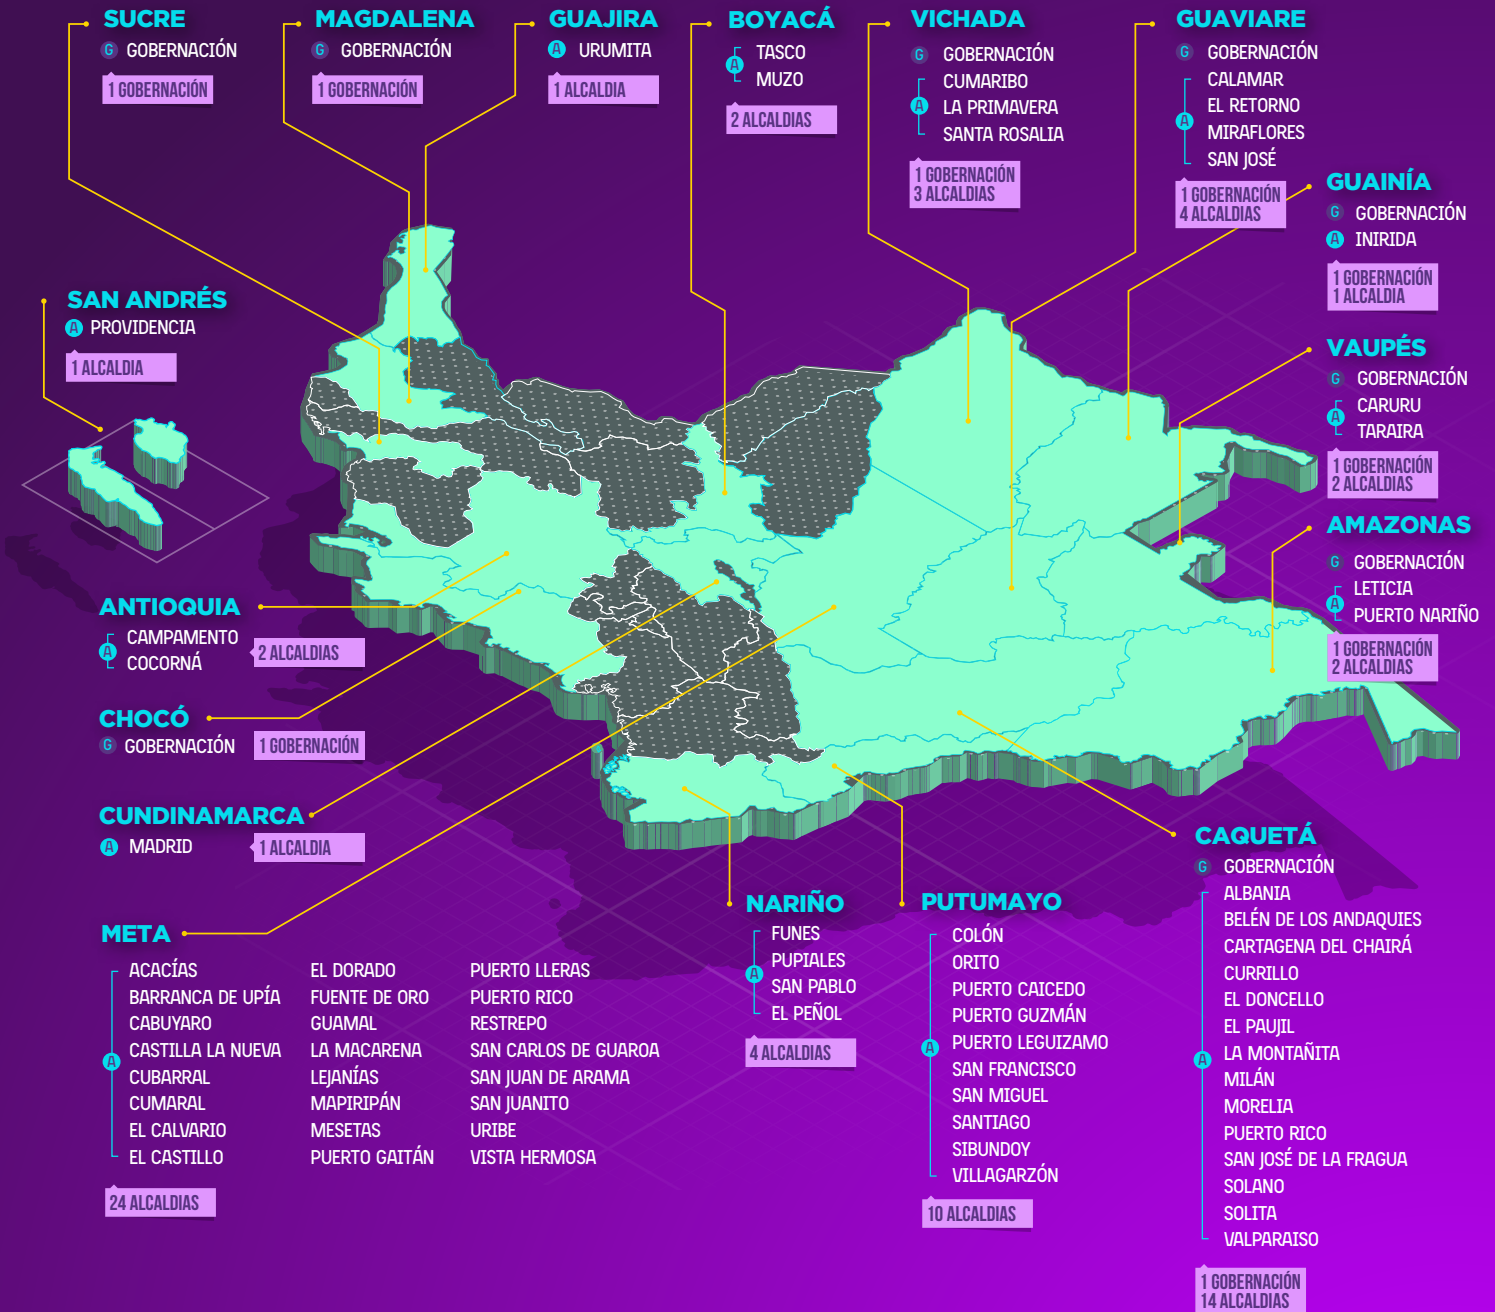 SUCRE
G GOBERNACIÓN
1 GOBERNACIÓN
MAGDALENA
G GOBERNACIÓN
1 GOBERNACIÓN
GUAJIRA
A URUMITA
1 ALCALDIA
BOYACÁ
A
TASCO
MUZO
2 ALCALDIAS
VICHADA
G GOBERNACIÓN
A
CUMARIBO
LA PRIMAVERA
SANTA ROSALIA
1 GOBERNACIÓN
3 ALCALDIAS
GUAVIARE
G GOBERNACIÓN
A
CALAMAR
EL RETORNO
MIRAFLORES
SAN JOSÉ
1 GOBERNACIÓN
4 ALCALDIAS
GUAINÍA
G GOBERNACIÓN
A INIRIDA
1 GOBERNACIÓN
1 ALCALDIA
SAN ANDRÉS
A PROVIDENCIA
1 ALCALDIA
VAUPÉS
G GOBERNACIÓN
A
CARURU
TARAIRA
1 GOBERNACIÓN
2 ALCALDIAS
AMAZONAS
G GOBERNACIÓN
A
LETICIA
PUERTO NARIÑO
1 GOBERNACIÓN
2 ALCALDIAS
ANTIOQUIA
A
CAMPAMENTO
COCORNÁ
2 ALCALDIAS
CHOCÓ
G GOBERNACIÓN
1 GOBERNACIÓN
CUNDINAMARCA
A MADRID
1 ALCALDIA
META
A
ACACÍAS
BARRANCA DE UPÍA
CABUYARO
CASTILLA LA NUEVA
CUBARRAL
CUMARAL
EL CALVARIO
EL CASTILLO
EL DORADO
FUENTE DE ORO
GUAMAL
LA MACARENA
LEJANÍAS
MAPIRIPÁN
MESETAS
PUERTO GAITÁN
PUERTO LLERAS
PUERTO RICO
RESTREPO
SAN CARLOS DE GUAROA
SAN JUAN DE ARAMA
SAN JUANITO
URIBE
VISTA HERMOSA
24 ALCALDIAS
NARIÑO
A
FUNES
PUPIALES
SAN PABLO
EL PEÑOL
4 ALCALDIAS
PUTUMAYO
A
COLÓN
ORITO
PUERTO CAICEDO
PUERTO GUZMÁN
PUERTO LEGUIZAMO
SAN FRANCISCO
SAN MIGUEL
SANTIAGO
SIBUNDOY
VILLAGARZÓN
10 ALCALDIAS
CAQUETÁ
G GOBERNACIÓN
A
ALBANIA
BELÉN DE LOS ANDAQUIES
CARTAGENA DEL CHAIRÁ
CURRILLO
EL DONCELLO
EL PAUJIL
LA MONTAÑITA
MILÁN
MORELIA
PUERTO RICO
SAN JOSÉ DE LA FRAGUA
SOLANO
SOLITA
VALPARAISO
1 GOBERNACIÓN
14 ALCALDIAS